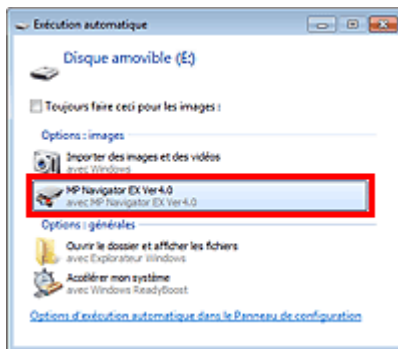 Exécution automatique
Disque amovible (E:)
Toujours faire ceci pour les images :
Options : images
Importer des images et des vidéos
avec Windows
MP Navigator EX Ver4.0
avec MP Navigator EX Ver4.0
Options : générales
Ouvrir le dossier et afficher les fichiers
avec Explorateur Windows
Accélérer mon système
avec Windows ReadyBoost
Options d'exécution automatique dans le Panneau de configuration